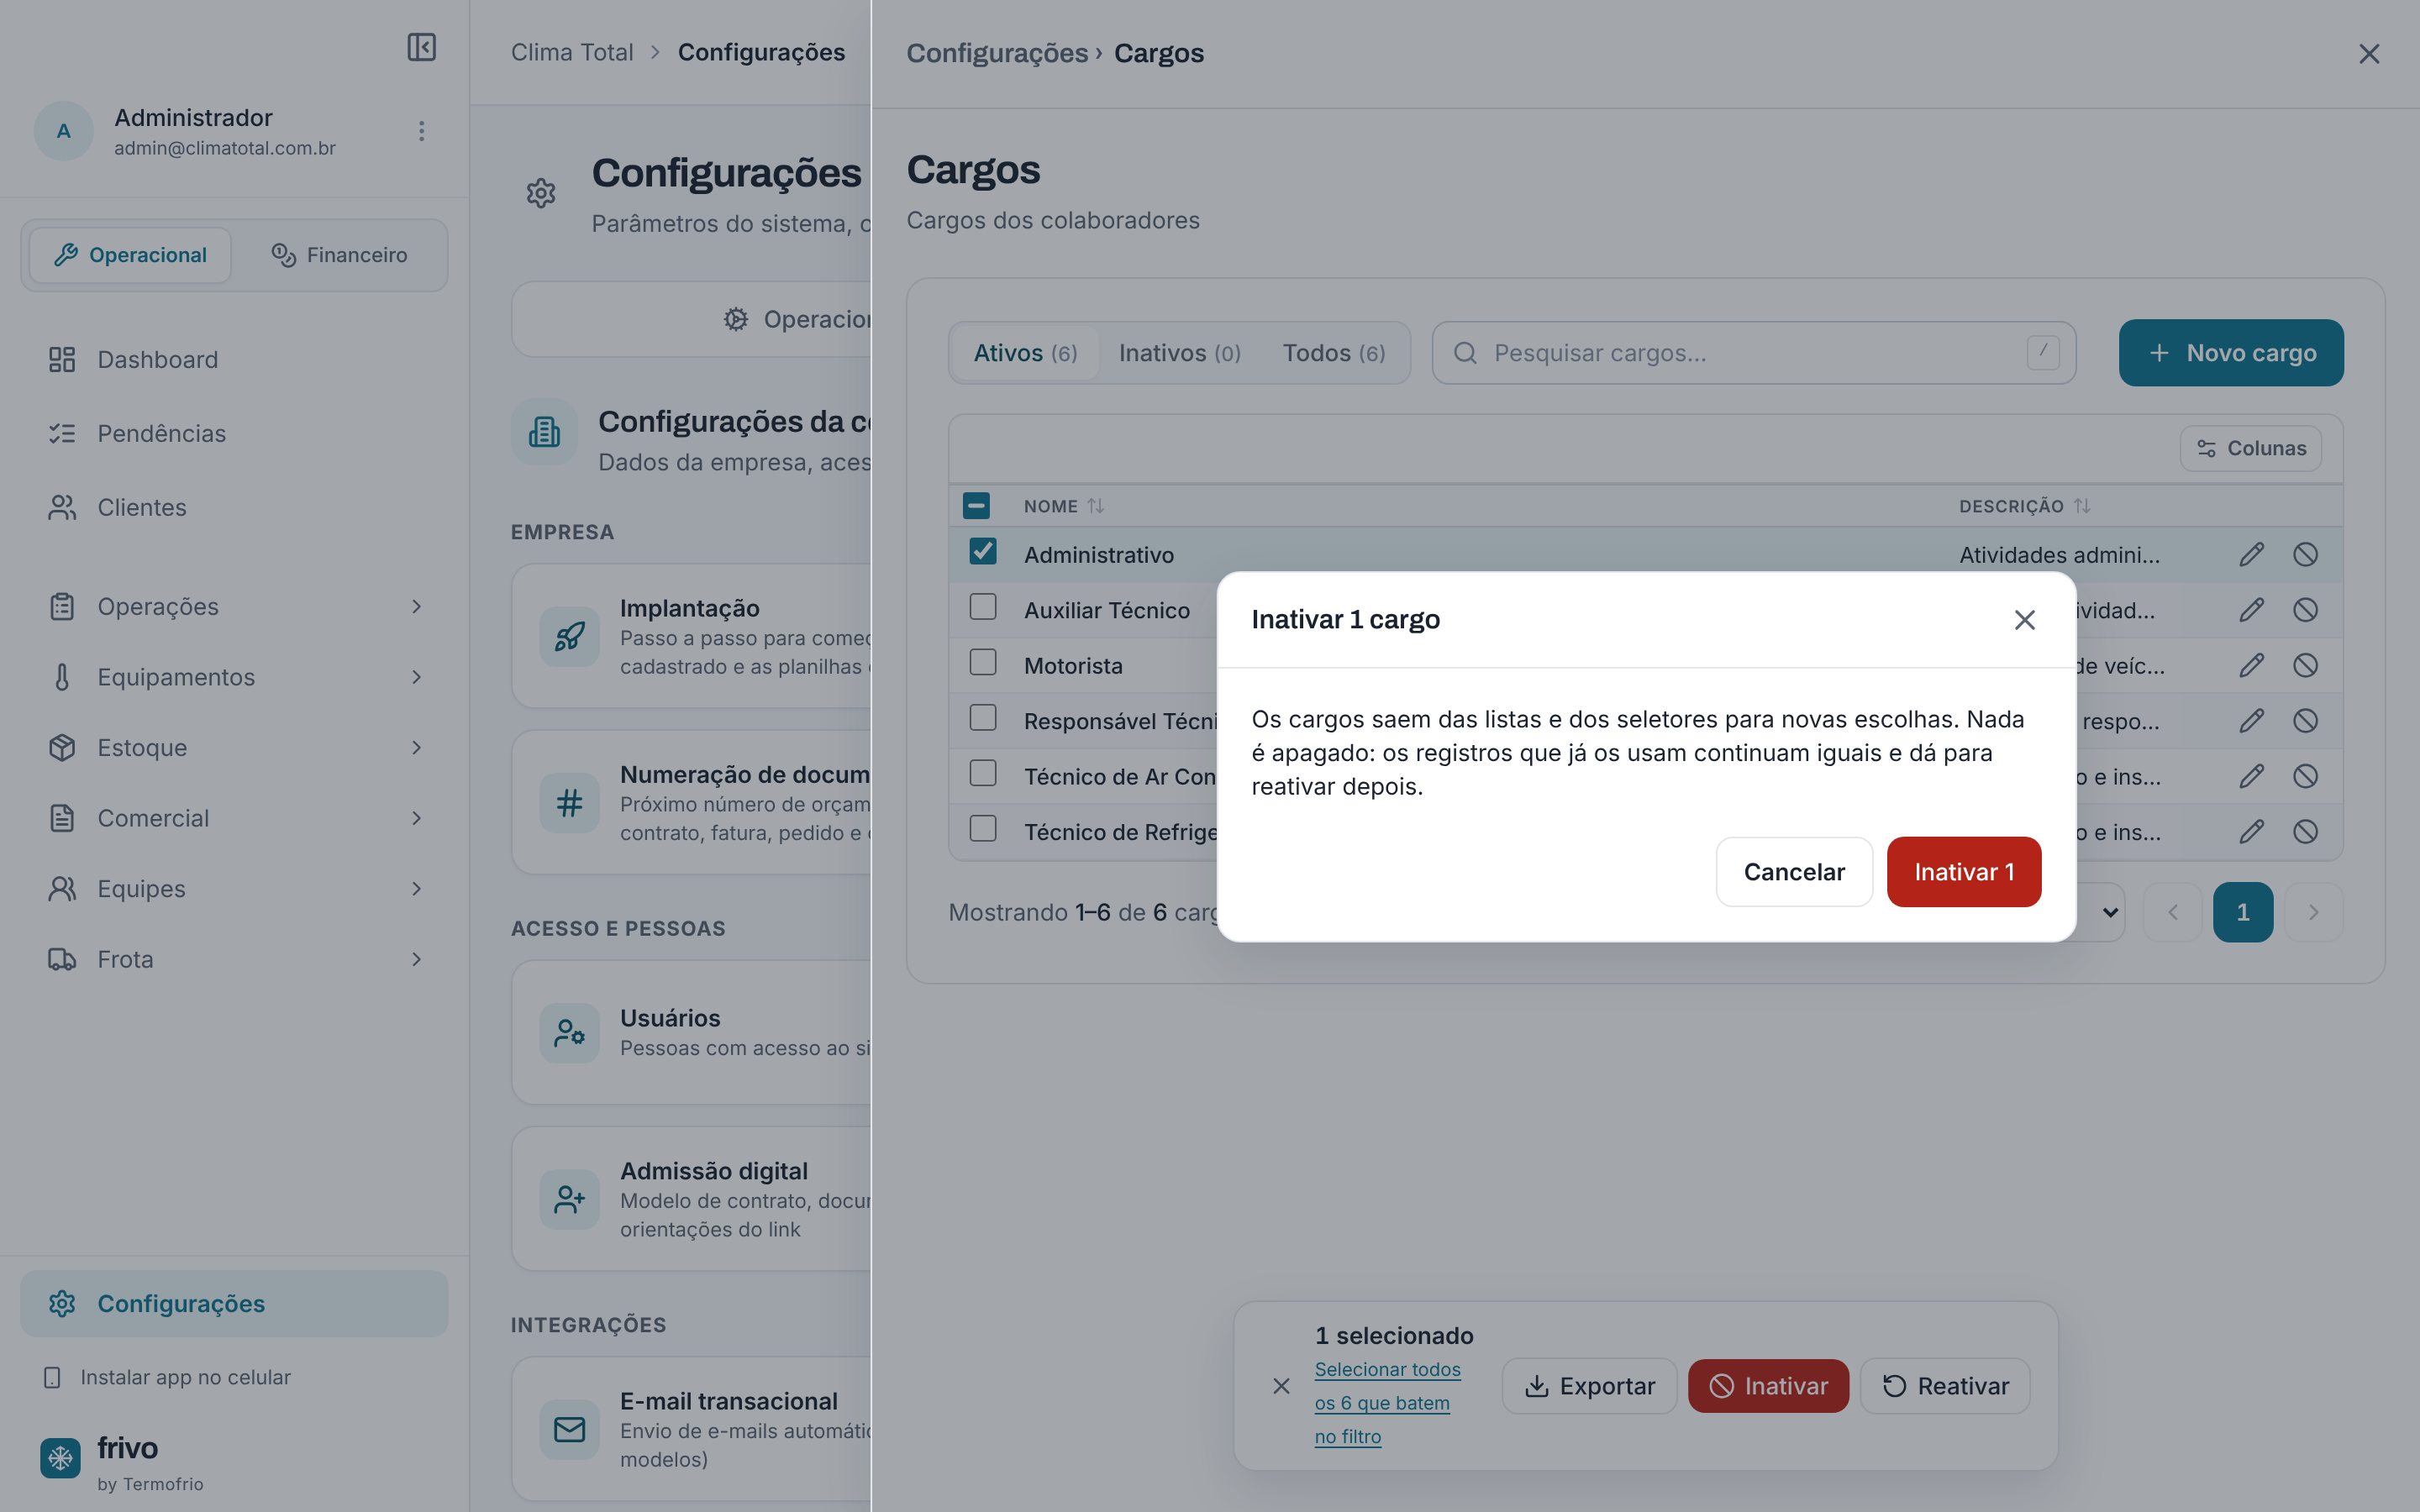 A
Administrador
admin@climatotal.com.br
Operacional
Financeiro
Dashboard
Pendências
Clientes
Operações
Equipamentos
Estoque
Comercial
Equipes
Frota
Configurações
Instalar app no celular
frivo
by Termofrio
Clima Total > Configurações
Configurações
Parâmetros do sistema, c
Operacion
Configurações da c
Dados da empresa, aces
EMPRESA
Implantação
Passo a passo para começ
cadastrado e as planilhas
Numeração de docum
Próximo número de orçam
contrato, fatura, pedido e
ACESSO E PESSOAS
Usuários
Pessoas com acesso ao si
Admissão digital
Modelo de contrato, docu
orientações do link
INTEGRAÇÕES
E-mail transacional
Envio de e-mails automátic
modelos)
Configurações › Cargos
Cargos
Cargos dos colaboradores
Ativos (6)
Inativos (0)
Todos (6)
Pesquisar cargos...
/
Novo cargo
Colunas
NOME
DESCRIÇÃO
Administrativo
Atividades admini...
Auxiliar Técnico
ividad...
Motorista
de veíc...
Responsável Técni
respo...
Técnico de Ar Con
o e ins...
Técnico de Refrige
o e ins...
Mostrando 1–6 de 6 carg
1
Inativar 1 cargo
Os cargos saem das listas e dos seletores para novas escolhas. Nada
é apagado: os registros que já os usam continuam iguais e dá para
reativar depois.
Cancelar
Inativar 1
1 selecionado
Selecionar todos
os 6 que batem
no filtro
Exportar
Inativar
Reativar